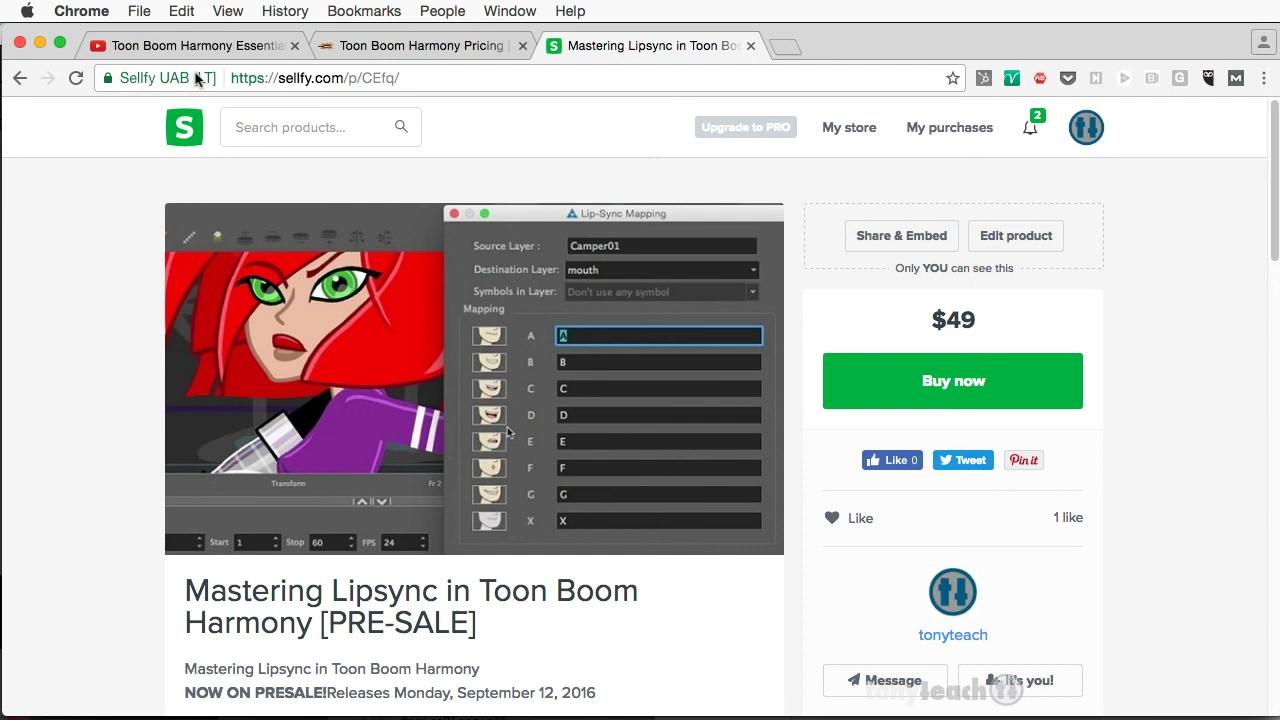 Chrome File Edit View History Bookmarks People Window Help
Toon Boom Harmony Essentia
Toon Boom Harmony Pricing |
S Mastering Lipsync in Toon Bo
Sellfy UAB [LT] https://sellfy.com/p/CEfq/
S Search products... Upgrade to PRO My store My purchases 2
Lip-Sync Mapping
Source Layer : Camper01
Destination Layer: mouth
Symbols in Layer: Don't use any symbol
Mapping
A A
B B
C C
D D
E E
F F
G G
X X
Transform Fr 2
Start 1 Stop 60 FPS 24
Share & Embed Edit product
Only YOU can see this
$49
Buy now
Like 0 Tweet Pin it
Like 1 like
tonyteach
Message It's you!
tonyteach
Mastering Lipsync in Toon Boom
Harmony [PRE-SALE]
Mastering Lipsync in Toon Boom Harmony
NOW ON PRESALE!Releases Monday, September 12, 2016